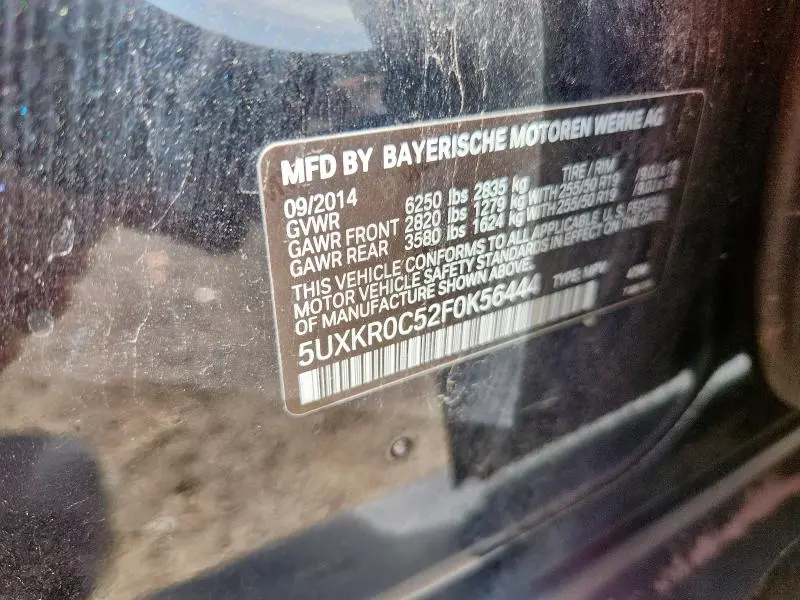 MFD BY BAYERISCHE MOTOREN WERKE AG
09/2014
TIRE / RIM
GVWR 6250 lbs 2835 kg
GAWR FRONT 2820 lbs 1279 kg WITH 255/50 R19
GAWR REAR 3580 lbs 1624 kg WITH 255/50 R19
THIS VEHICLE CONFORMS TO ALL APPLICABLE U.S. FEDERAL
MOTOR VEHICLE SAFETY STANDARDS IN EFFECT ON THE DATE
OF MANUFACTURE SHOWN ABOVE.
5UXKR0C52F0K56444 TYPE: MPV